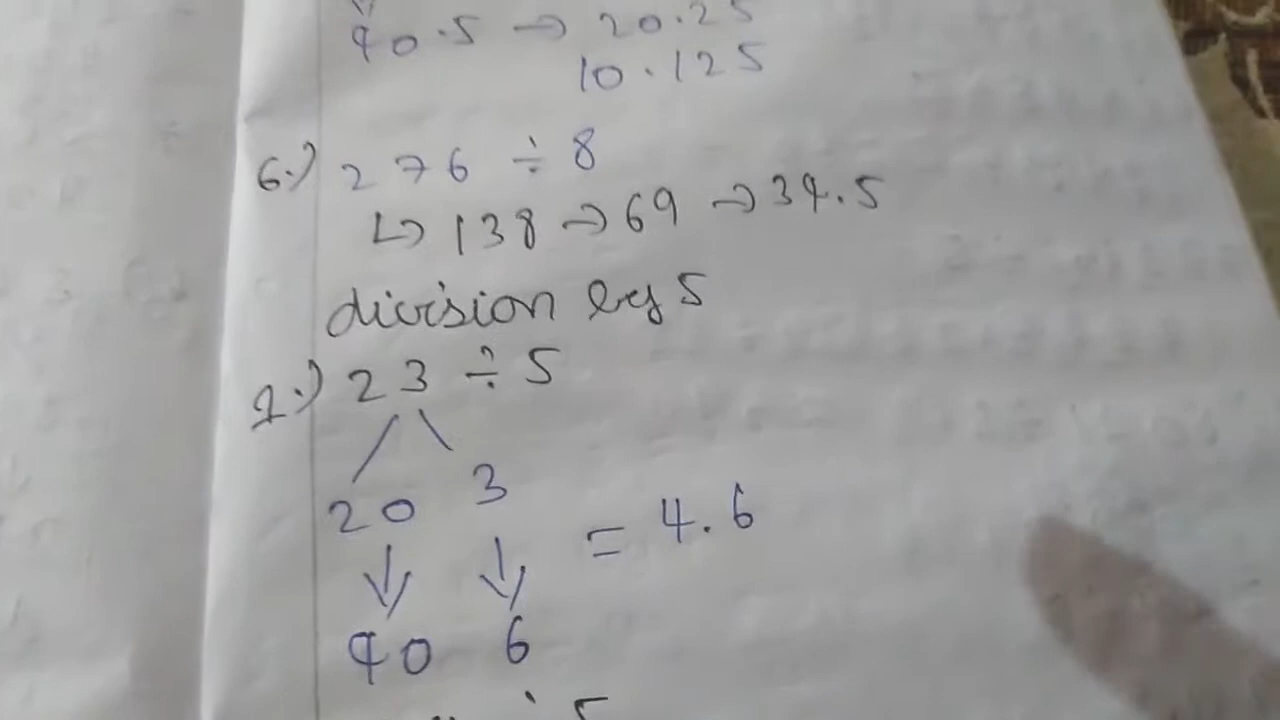 40.5 → 20.25
10.125
6.) 276 ÷ 8
↳ 138 → 69 → 34.5
division by 5
1.) 23 ÷ 5
20 3
= 4.6
40 6
÷ 5